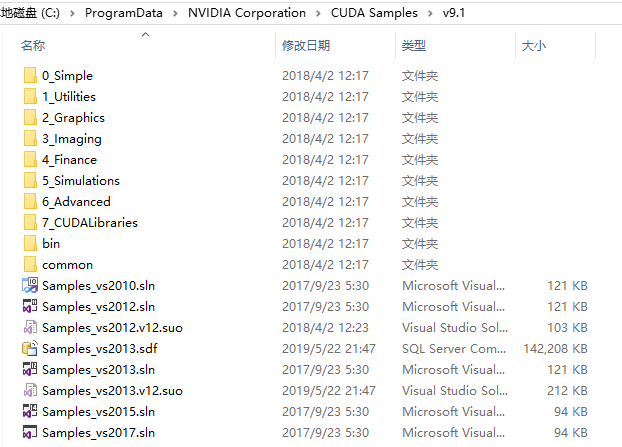 地磁盘 (C:) > ProgramData > NVIDIA Corporation > CUDA Samples > v9.1
名称 修改日期 类型 大小
0_Simple 2018/4/2 12:17 文件夹
1_Utilities 2018/4/2 12:17 文件夹
2_Graphics 2018/4/2 12:17 文件夹
3_Imaging 2018/4/2 12:17 文件夹
4_Finance 2018/4/2 12:17 文件夹
5_Simulations 2018/4/2 12:17 文件夹
6_Advanced 2018/4/2 12:17 文件夹
7_CUDALibraries 2018/4/2 12:17 文件夹
bin 2018/4/2 12:17 文件夹
common 2018/4/2 12:17 文件夹
Samples_vs2010.sln 2017/9/23 5:30 Microsoft Visual... 121 KB
Samples_vs2012.sln 2017/9/23 5:30 Microsoft Visual... 121 KB
Samples_vs2012.v12.suo 2018/4/2 12:23 Visual Studio Sol... 103 KB
Samples_vs2013.sdf 2019/5/22 21:47 SQL Server Com... 142,208 KB
Samples_vs2013.sln 2017/9/23 5:30 Microsoft Visual... 121 KB
Samples_vs2013.v12.suo 2019/5/22 21:47 Visual Studio Sol... 212 KB
Samples_vs2015.sln 2017/9/23 5:30 Microsoft Visual... 94 KB
Samples_vs2017.sln 2017/9/23 5:30 Microsoft Visual... 94 KB